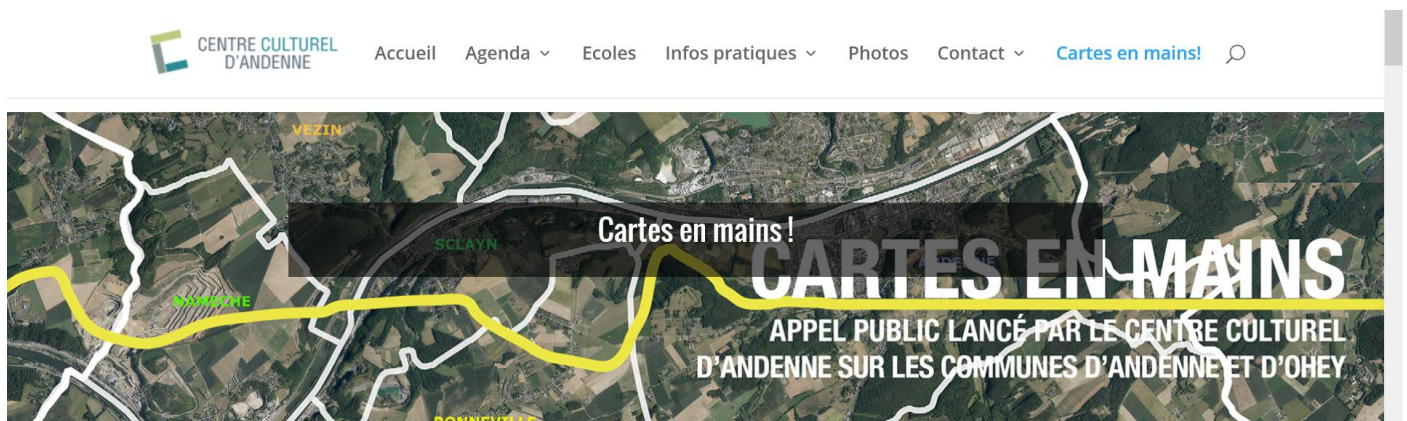 CENTRE CULTUREL
D'ANDENNE
Accueil
Agenda
Ecoles
Infos pratiques
Photos
Contact
Cartes en mains!
VEZIN
Cartes en mains !
SCLAYN
CARTES EN MAINS
NAMECHE
APPEL PUBLIC LANCÉ PAR LE CENTRE CULTUREL
D'ANDENNE SUR LES COMMUNES D'ANDENNE ET D'OHEY
BONNEVILLE